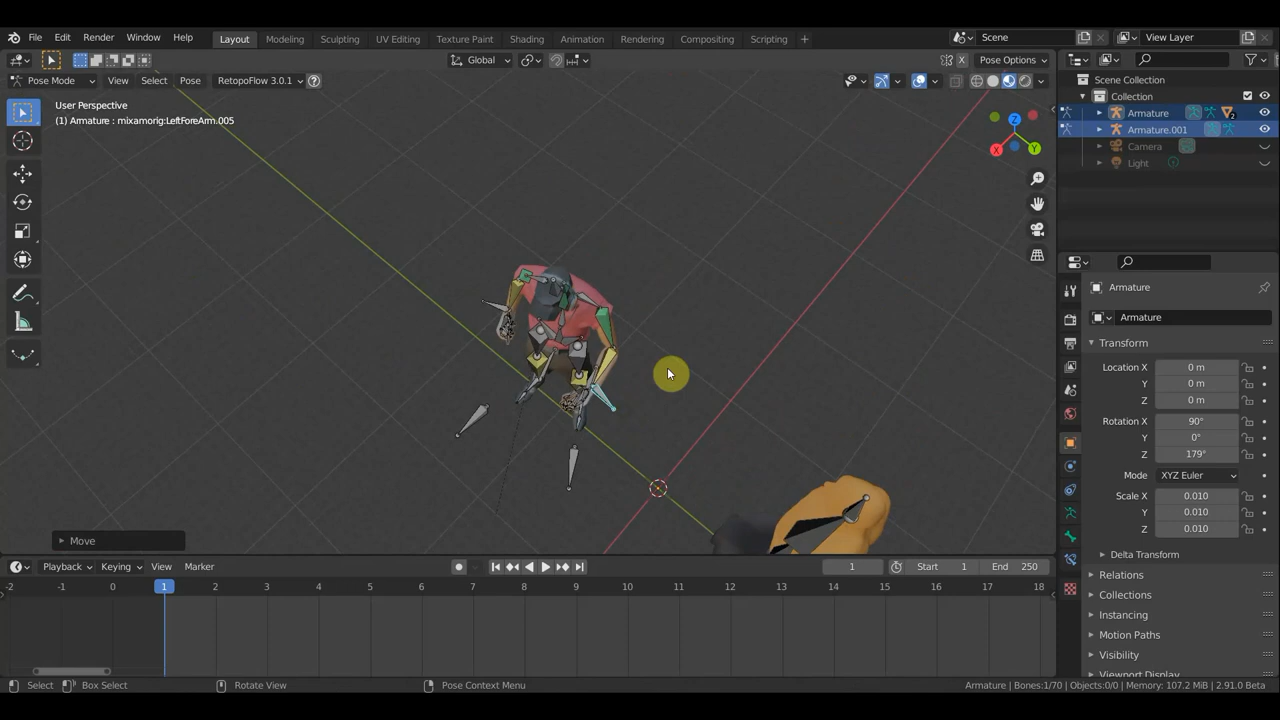 File Edit Render Window Help Layout Modeling Sculpting UV Editing Texture Paint Shading Animation Rendering Compositing Scripting + Scene View Layer
Global X Pose Options
Pose Mode View Select Pose RetopoFlow 3.0.1 ?
Scene Collection
Collection
Armature
Armature.001
Camera
Light
User Perspective
(1) Armature : mixamorig:LeftForeArm.005
Z
X
Y
Armature
Armature
Transform
Location X 0 m
Y 0 m
Z 0 m
Rotation X 90°
Y 0°
Z 179°
Mode XYZ Euler
Scale X 0.010
Y 0.010
Z 0.010
Delta Transform
Relations
Collections
Instancing
Motion Paths
Visibility
Viewport Display
Move
Playback Keying View Marker 1 Start 1 End 250
-2 -1 0 1 2 3 4 5 6 7 8 9 10 11 12 13 14 15 16 17 18
Select Box Select Rotate View Pose Context Menu Armature | Bones:1/70 | Objects:0/0 | Memory: 107.2 MiB | 2.91.0 Beta